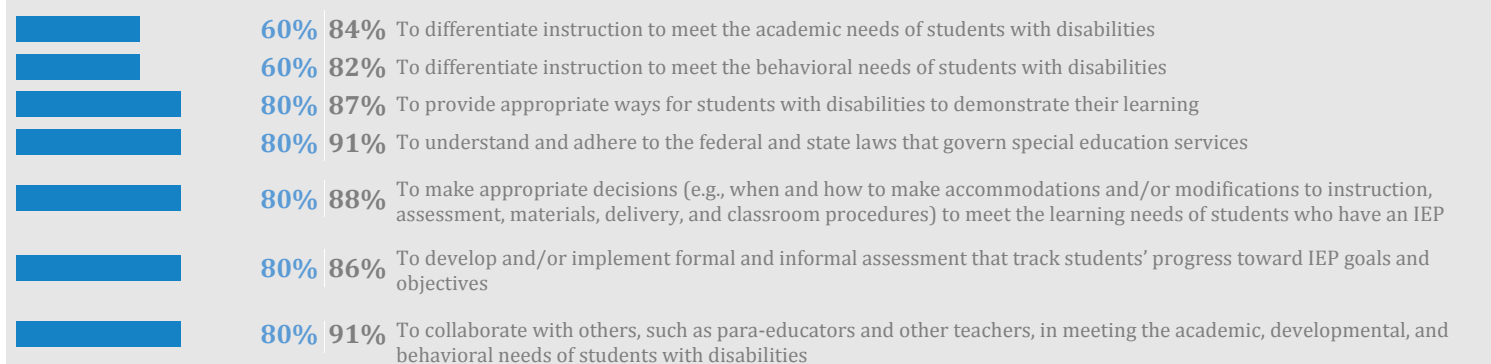 60% 84% To differentiate instruction to meet the academic needs of students with disabilities
60% 82% To differentiate instruction to meet the behavioral needs of students with disabilities
80% 87% To provide appropriate ways for students with disabilities to demonstrate their learning
80% 91% To understand and adhere to the federal and state laws that govern special education services
80% 88% To make appropriate decisions (e.g., when and how to make accommodations and/or modifications to instruction,
assessment, materials, delivery, and classroom procedures) to meet the learning needs of students who have an IEP
80% 86% To develop and/or implement formal and informal assessment that track students’ progress toward IEP goals and
objectives
80% 91% To collaborate with others, such as para-educators and other teachers, in meeting the academic, developmental, and
behavioral needs of students with disabilities